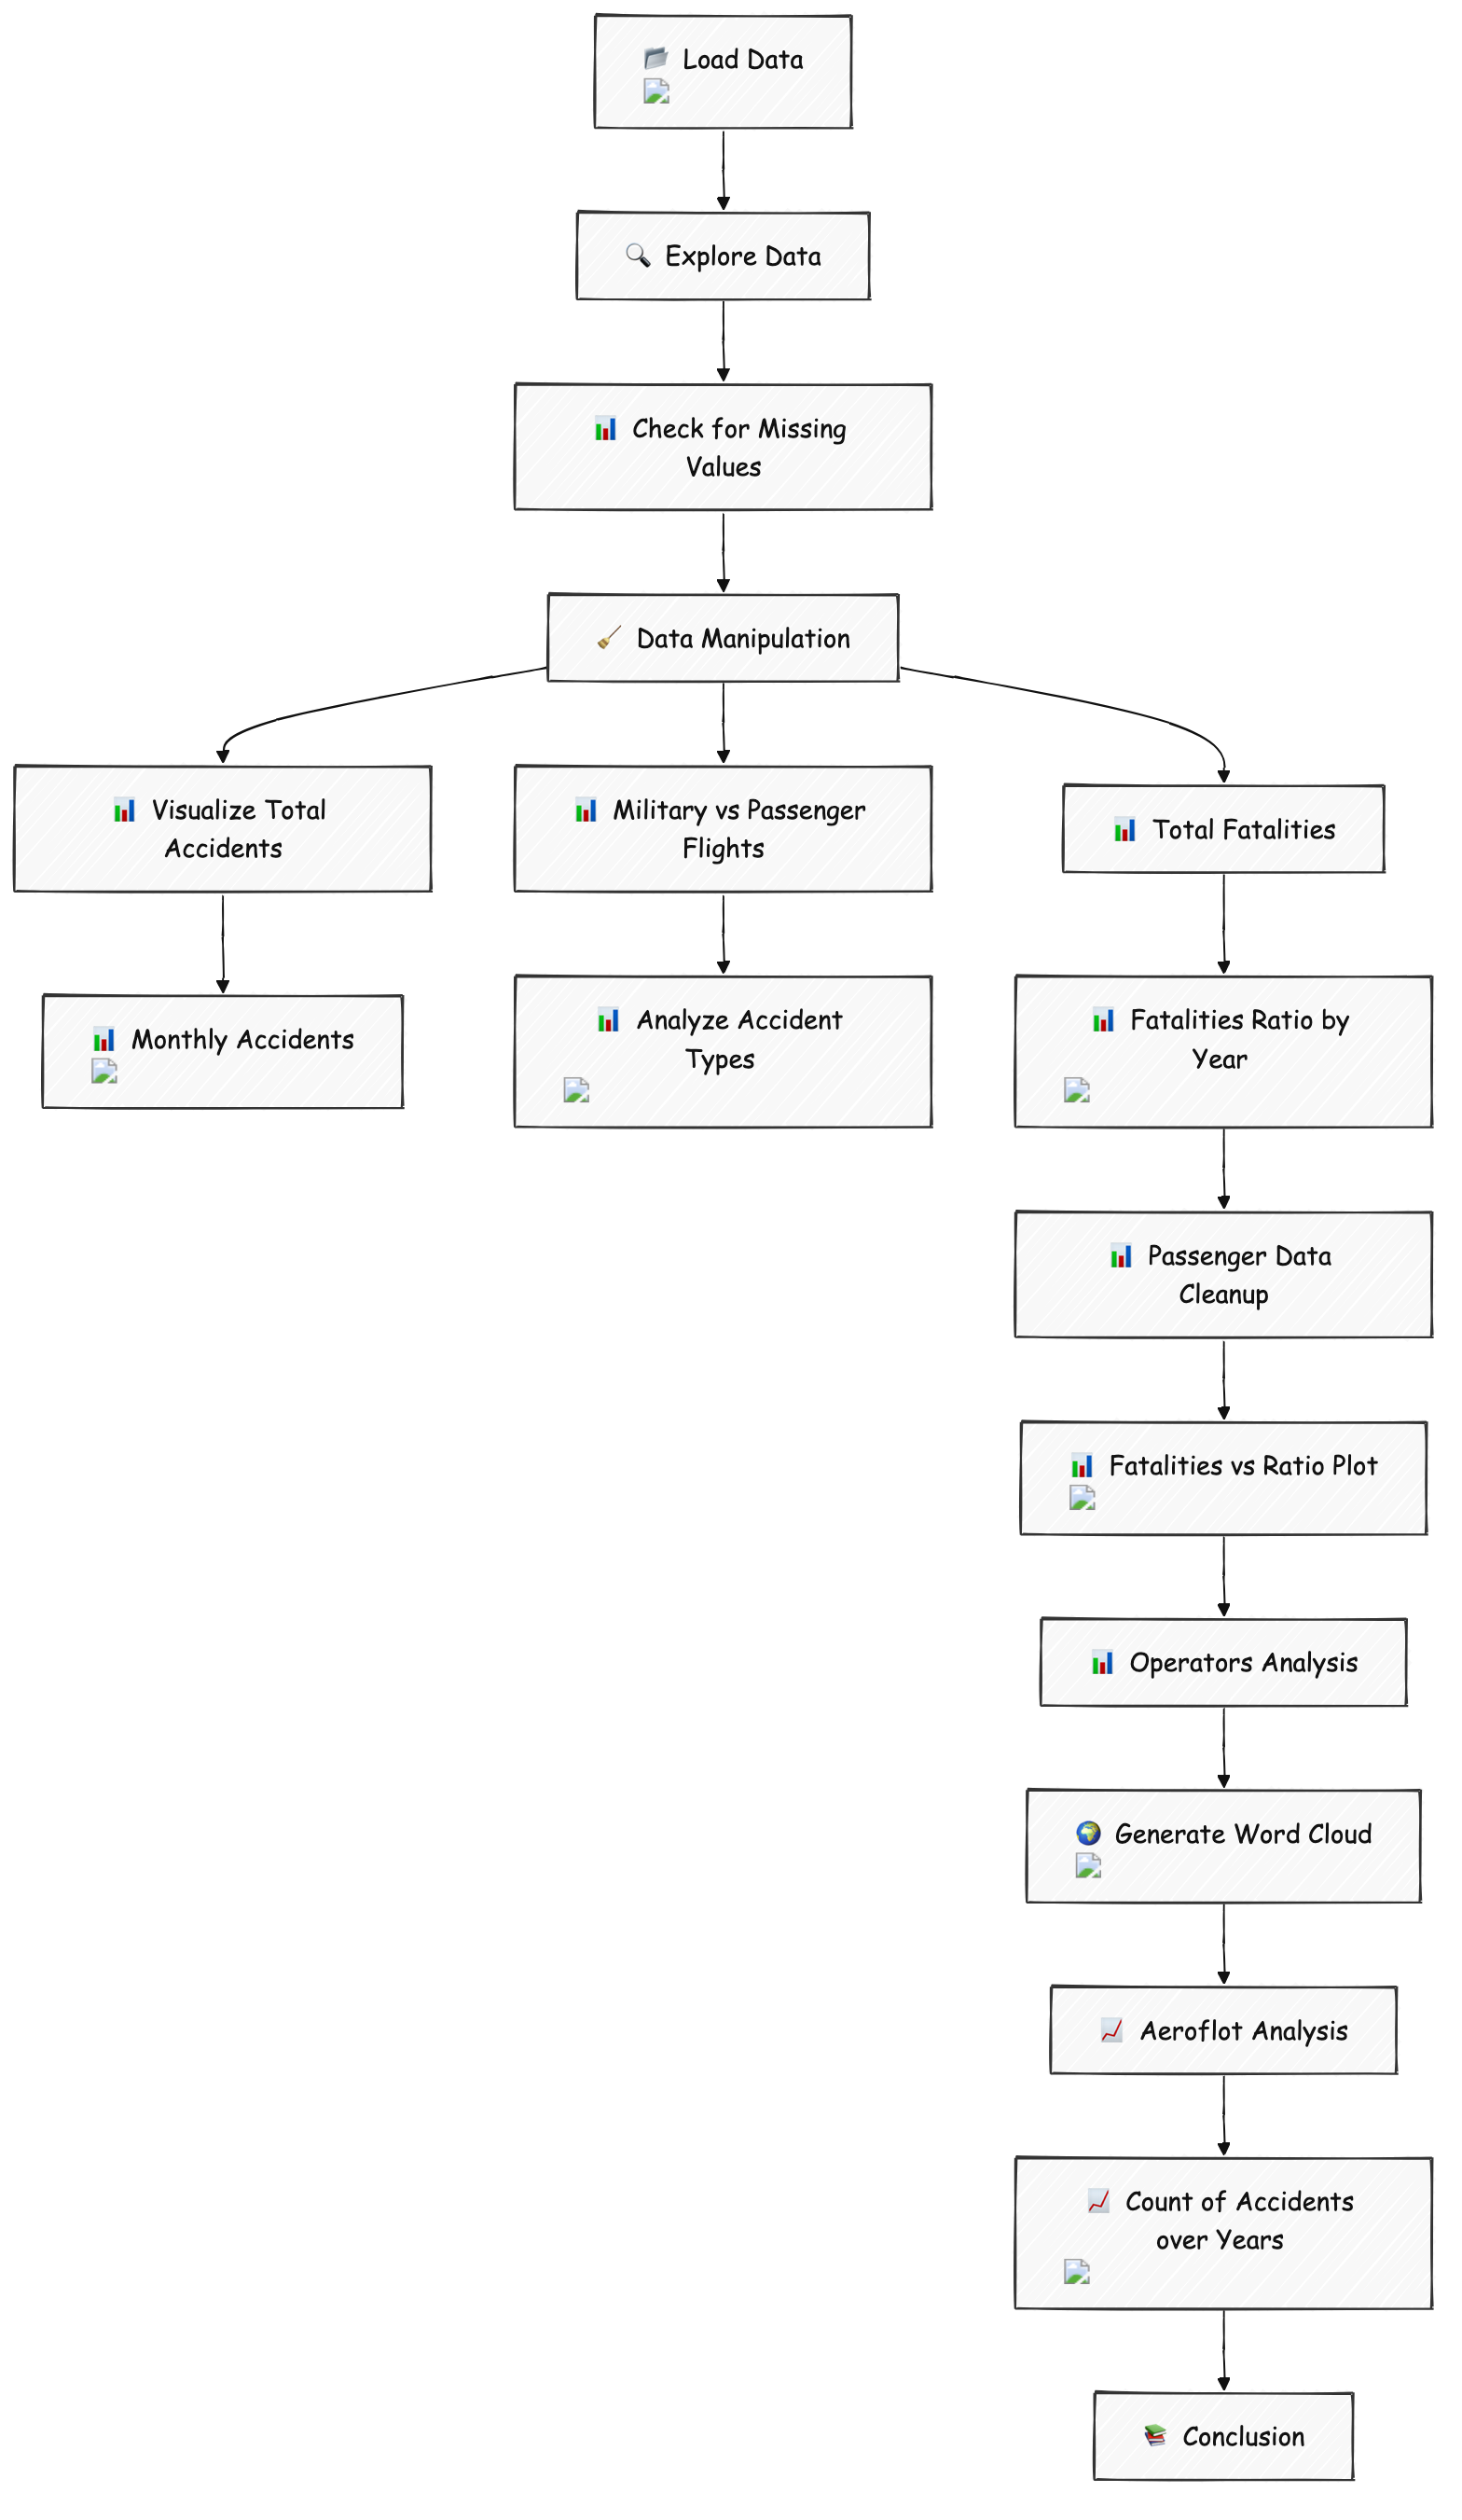 Load Data
Explore Data
Check for Missing
Values
Data Manipulation
Visualize Total
Accidents
Military vs Passenger
Flights
Total Fatalities
Monthly Accidents
Analyze Accident
Types
Fatalities Ratio by
Year
Passenger Data
Cleanup
Fatalities vs Ratio Plot
Operators Analysis
Generate Word Cloud
Aeroflot Analysis
Count of Accidents
over Years
Conclusion